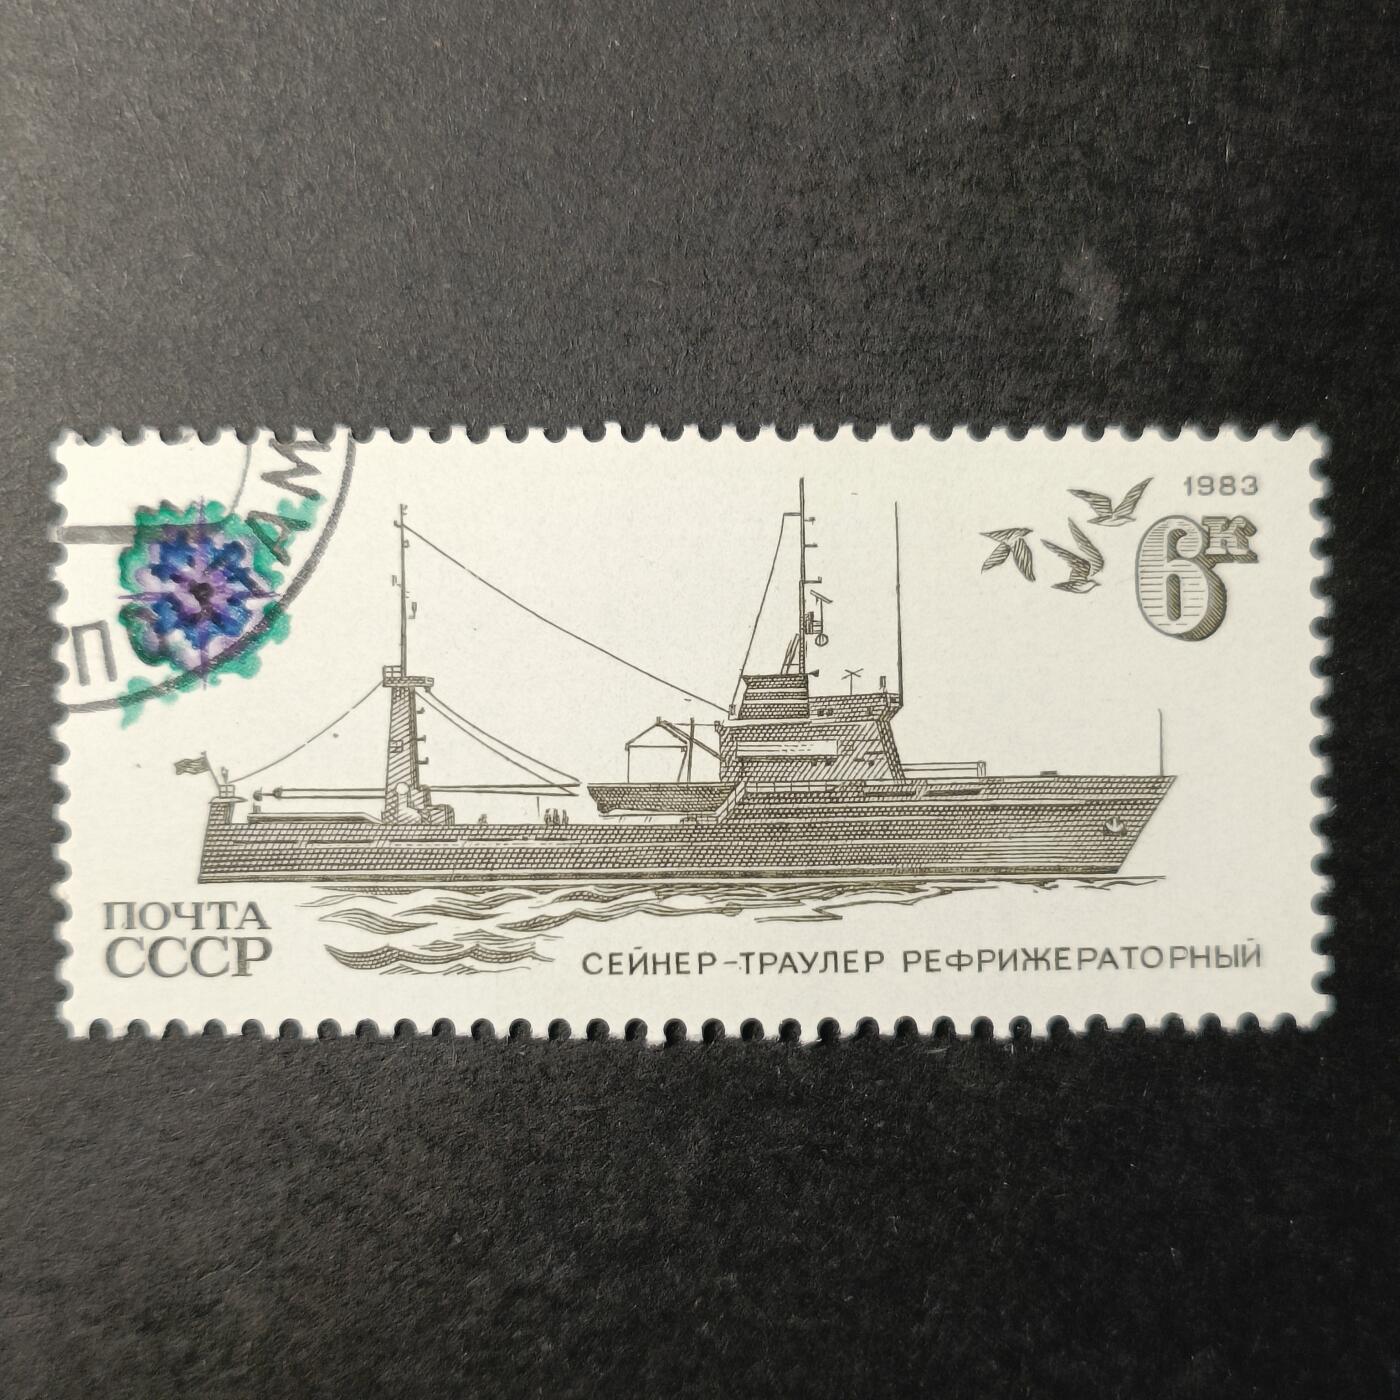 1983
6К
ПОЧТА
СССР
СЕЙНЕР-ТРАУЛЕР РЕФРИЖЕРАТОРНЫЙ